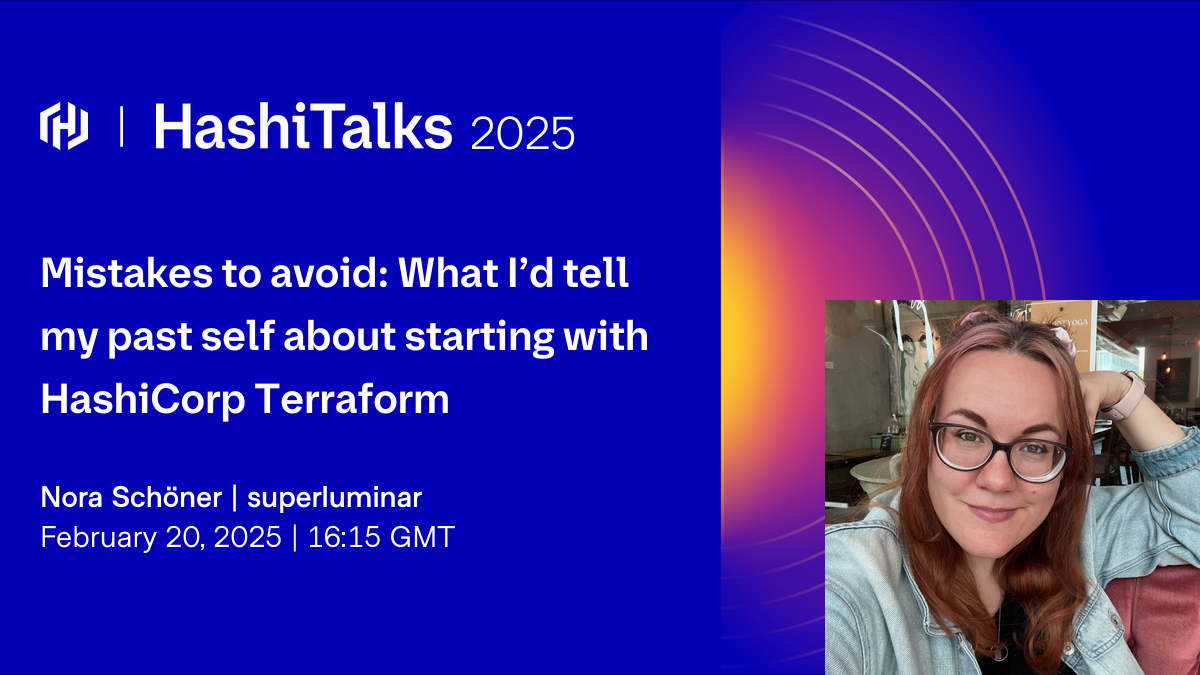 HashiTalks 2025
Mistakes to avoid: What I’d tell
my past self about starting with
HashiCorp Terraform
Nora Schöner | superluminar
February 20, 2025 | 16:15 GMT
YOGA